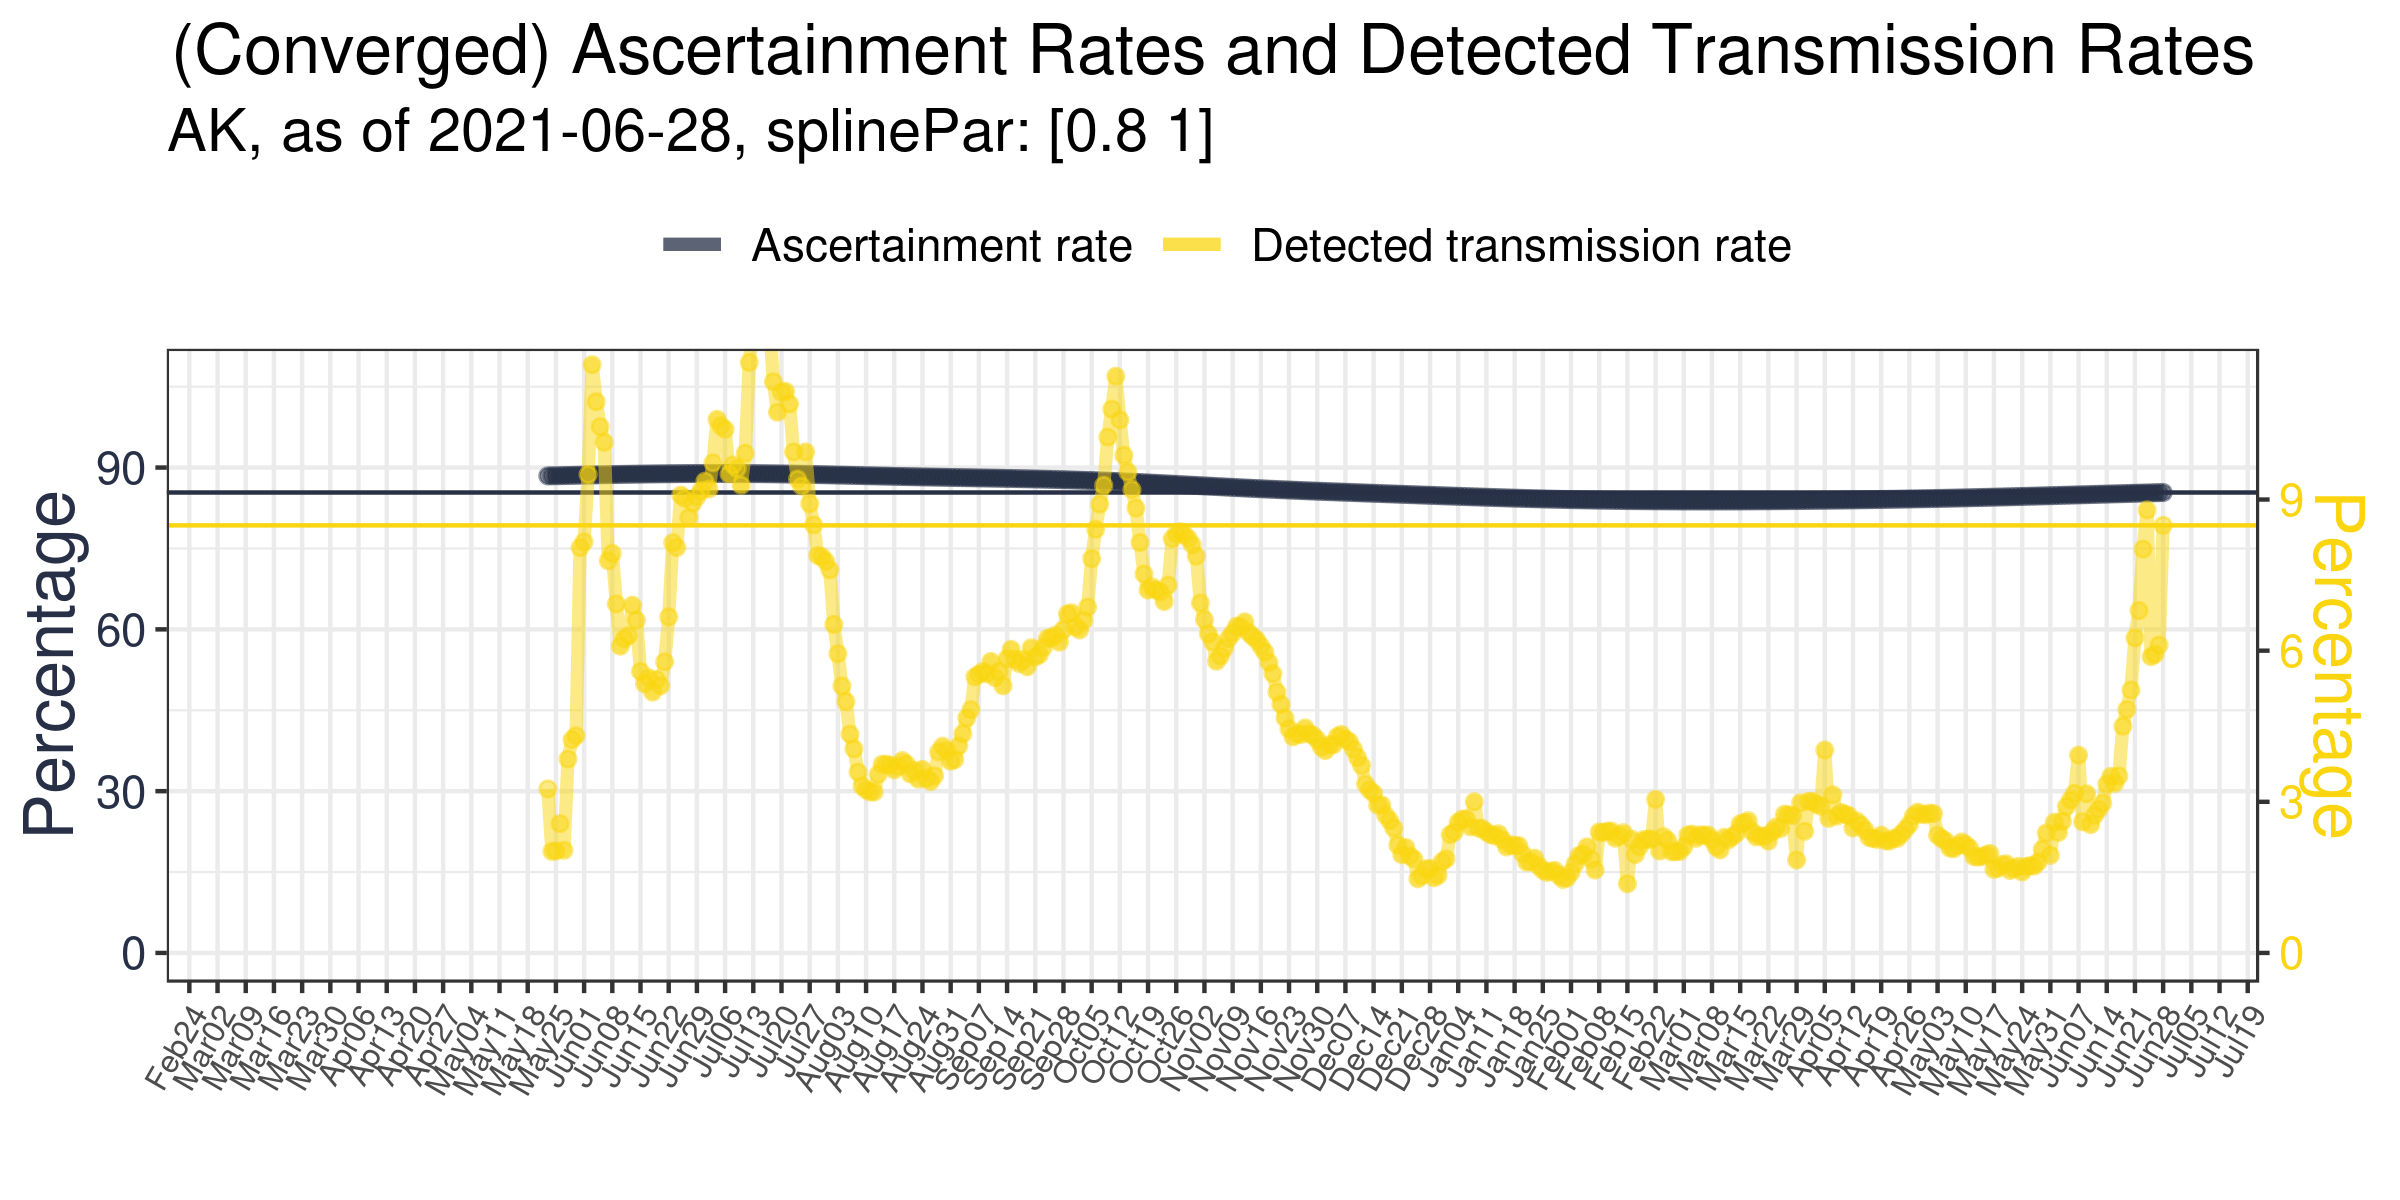 (Converged) Ascertainment Rates and Detected Transmission Rates
AK, as of 2021-06-28, splinePar: [0.8 1]
Ascertainment rate
Detected transmission rate
Percentage
90
60
30
0
9
6
3
0
Percentage
Feb24
Mar02
Mar09
Mar16
Mar23
Mar30
Apr06
Apr13
Apr20
Apr27
May04
May11
May18
May25
Jun01
Jun08
Jun15
Jun22
Jun29
Jul06
Jul13
Jul20
Jul27
Aug03
Aug10
Aug17
Aug24
Aug31
Sep07
Sep14
Sep21
Sep28
Oct05
Oct12
Oct19
Oct26
Nov02
Nov09
Nov16
Nov23
Nov30
Dec07
Dec14
Dec21
Dec28
Jan04
Jan11
Jan18
Jan25
Feb01
Feb08
Feb15
Feb22
Mar01
Mar08
Mar15
Mar22
Mar29
Apr05
Apr12
Apr19
Apr26
May03
May10
May17
May24
May31
Jun07
Jun14
Jun21
Jun28
Jul05
Jul12
Jul19